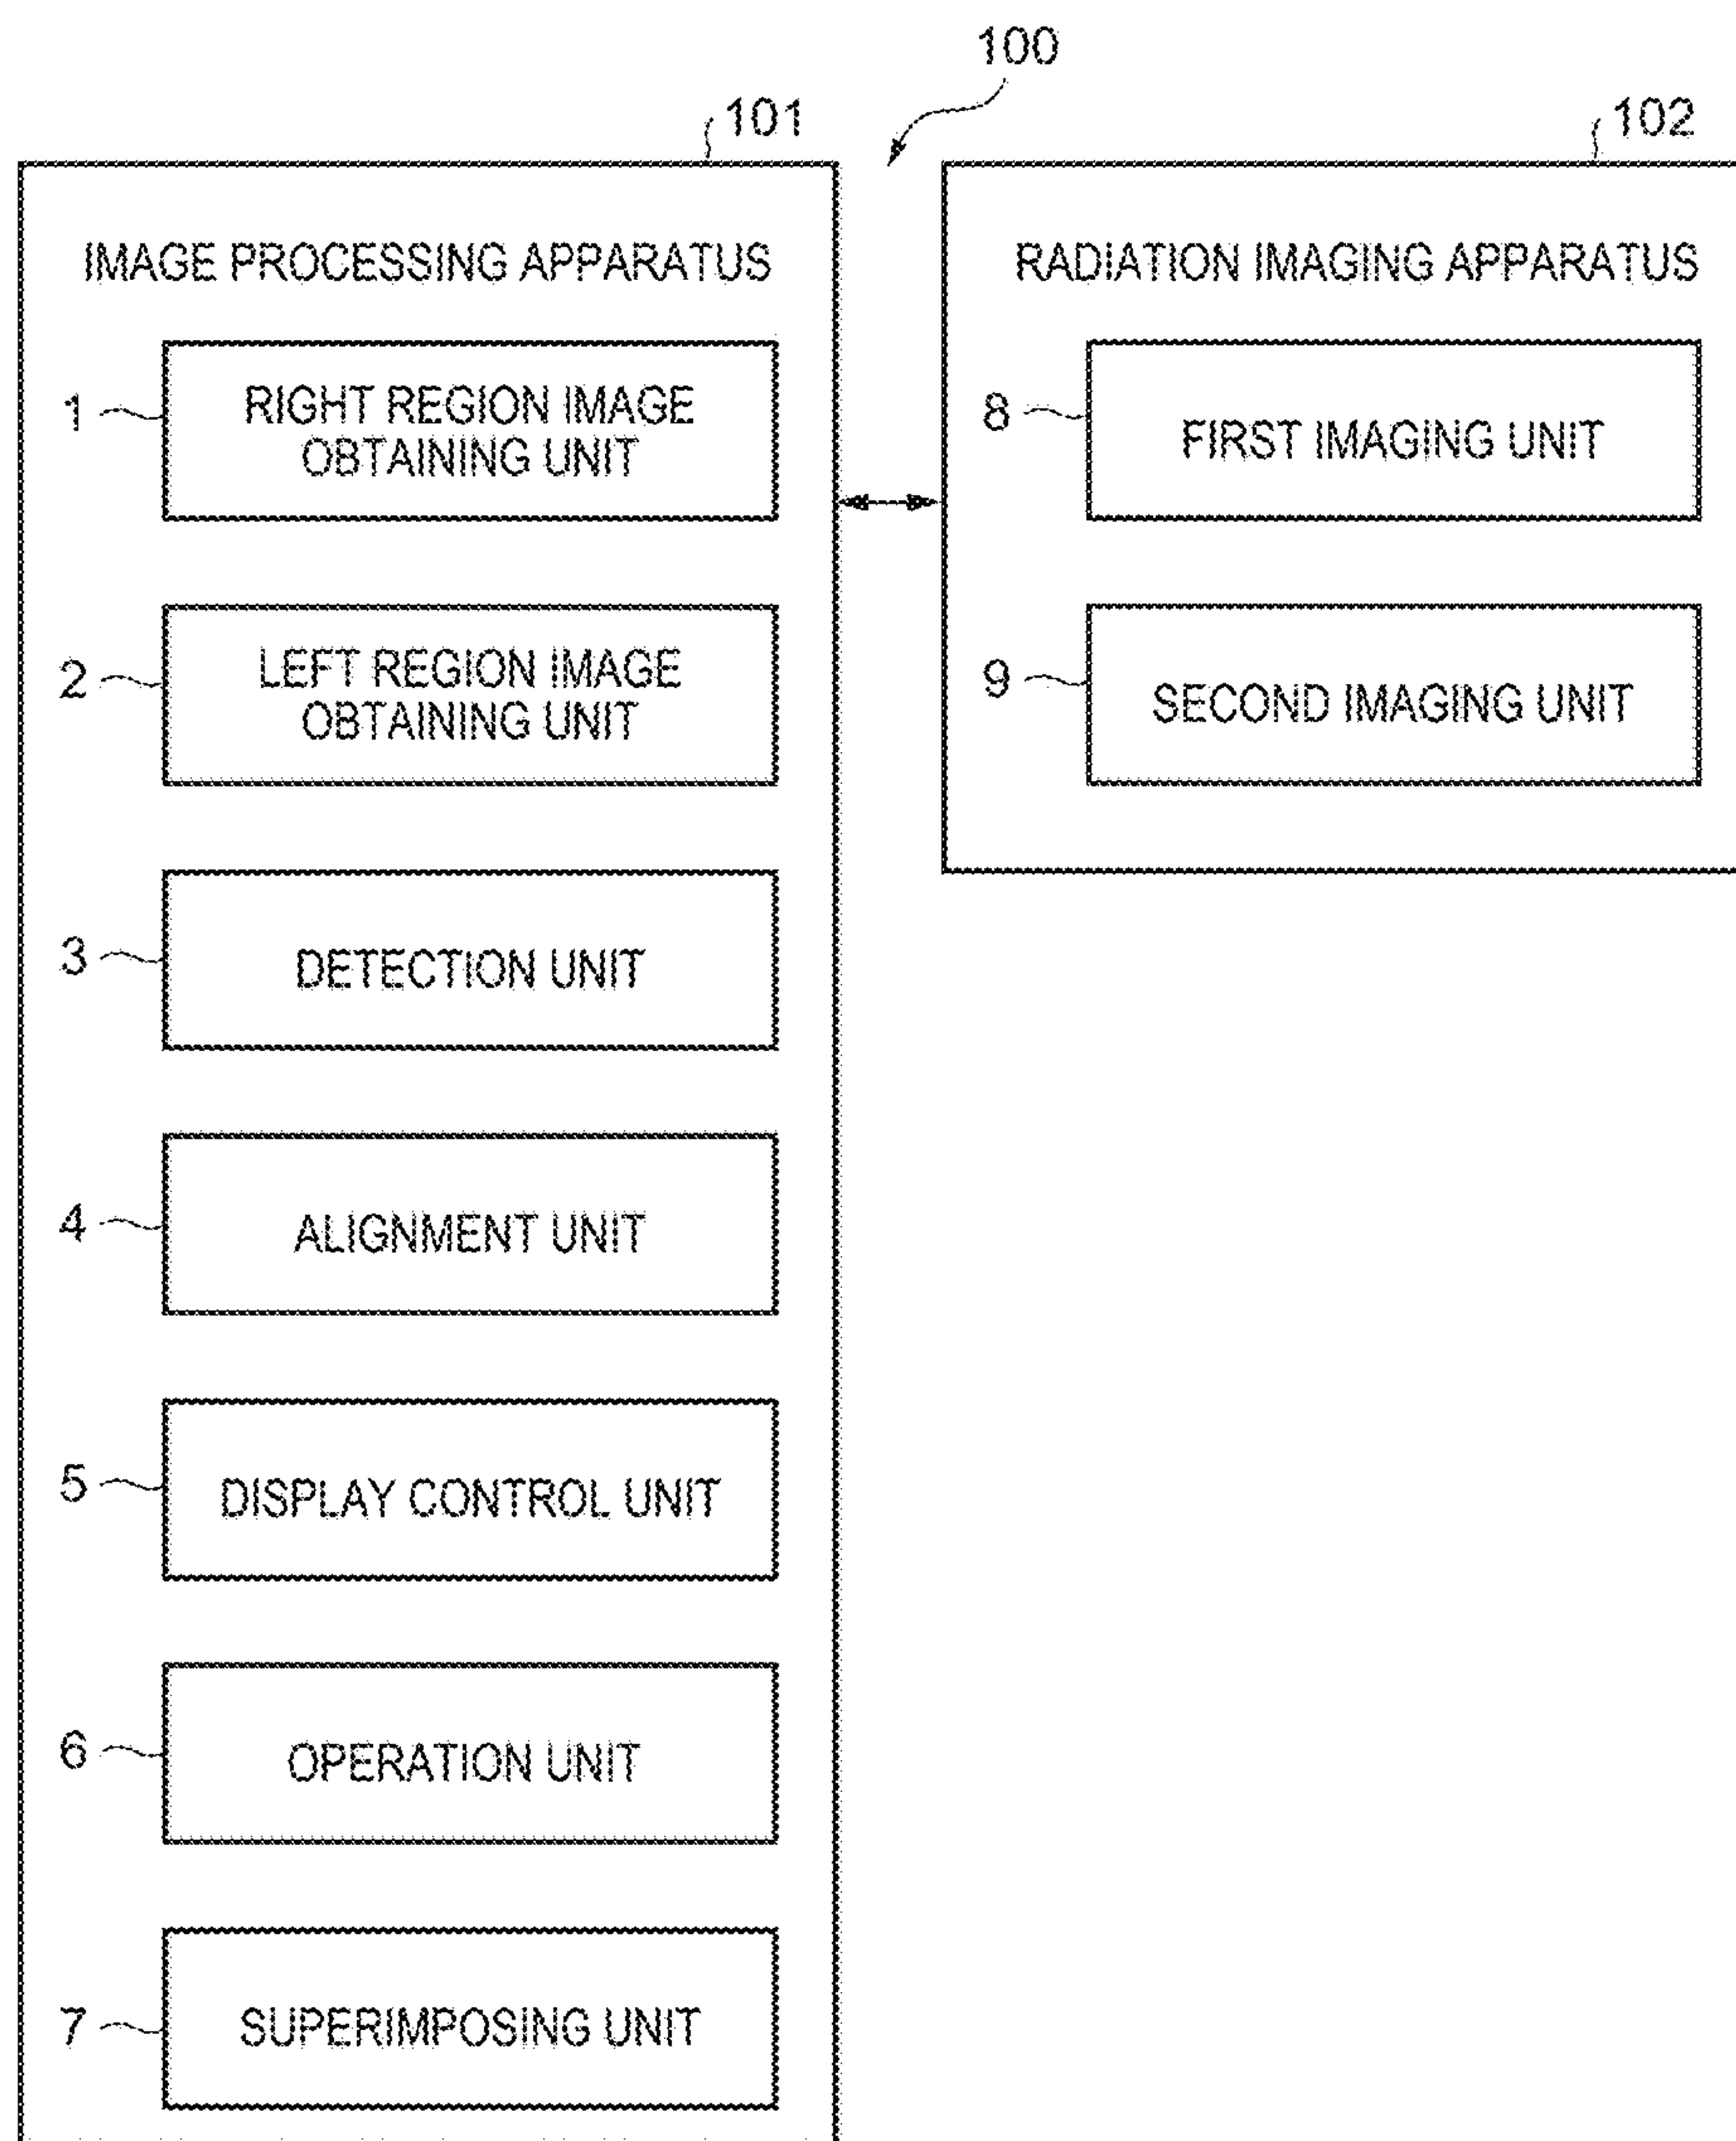 100
101
IMAGE PROCESSING APPARATUS
1
RIGHT REGION IMAGE
OBTAINING UNIT
2
LEFT REGION IMAGE
OBTAINING UNIT
3
DETECTION UNIT
4
ALIGNMENT UNIT
5
DISPLAY CONTROL UNIT
6
OPERATION UNIT
7
SUPERIMPOSING UNIT
102
RADIATION IMAGING APPARATUS
8
FIRST IMAGING UNIT
9
SECOND IMAGING UNIT